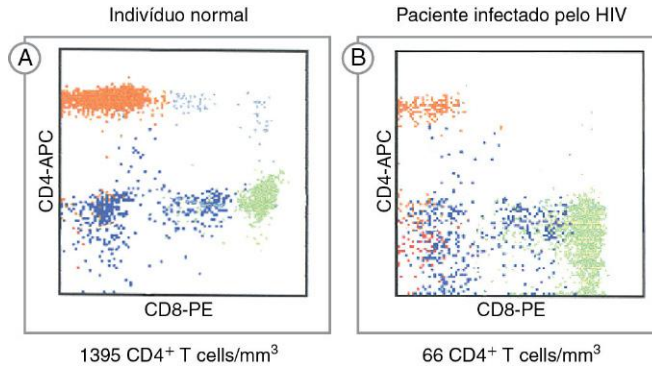 Indivíduo normal
A
CD4-APC
CD8-PE
1395 CD4⁺ T cells/mm³
Paciente infectado pelo HIV
B
CD4-APC
CD8-PE
66 CD4⁺ T cells/mm³